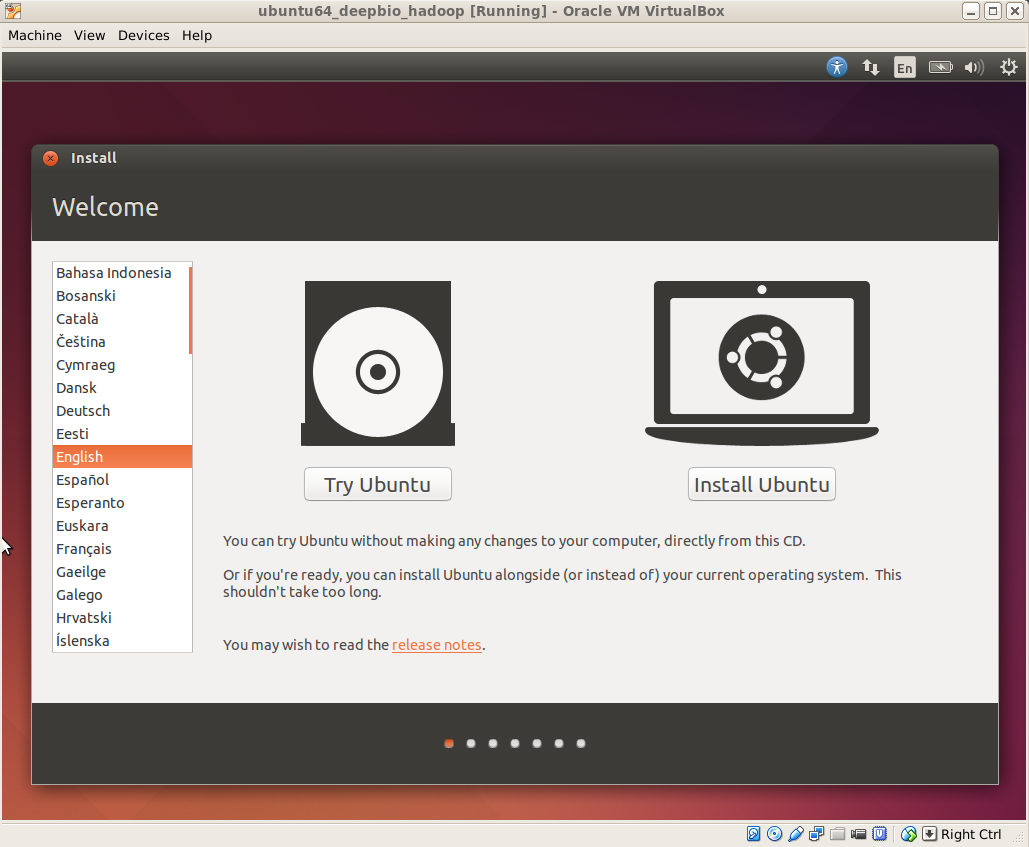 ubuntu64_deepbio_hadoop [Running] - Oracle VM VirtualBox
Machine View Devices Help
En
Install
Welcome
Bahasa Indonesia
Bosanski
Català
Čeština
Cymraeg
Dansk
Deutsch
Eesti
English
Español
Esperanto
Euskara
Français
Gaeilge
Galego
Hrvatski
Íslenska
Try Ubuntu
Install Ubuntu
You can try Ubuntu without making any changes to your computer, directly from this CD.
Or if you're ready, you can install Ubuntu alongside (or instead of) your current operating system. This
shouldn't take too long.
You may wish to read the release notes.
Right Ctrl